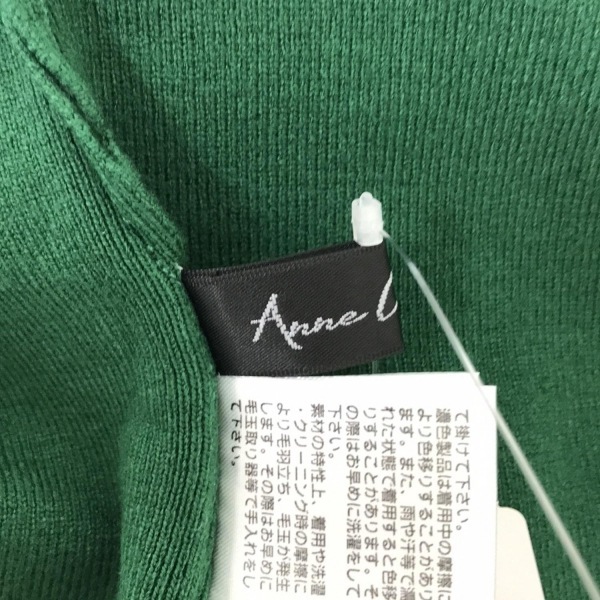 Anne
て掛けて下さい。
濃色製品は着用中の摩擦に
より色移りすることがあり
ます。また、雨や汗等で濡
れた状態で着用すると色移
りすることがあります。そ
の際はお早めに洗濯をして
下さい。
素材の特性上、着用や洗濯
・クリーニング時の摩擦に
より毛羽立ち、毛玉が発生
します。その際はお早めに
毛玉取り器等で手入れをし
て下さい。